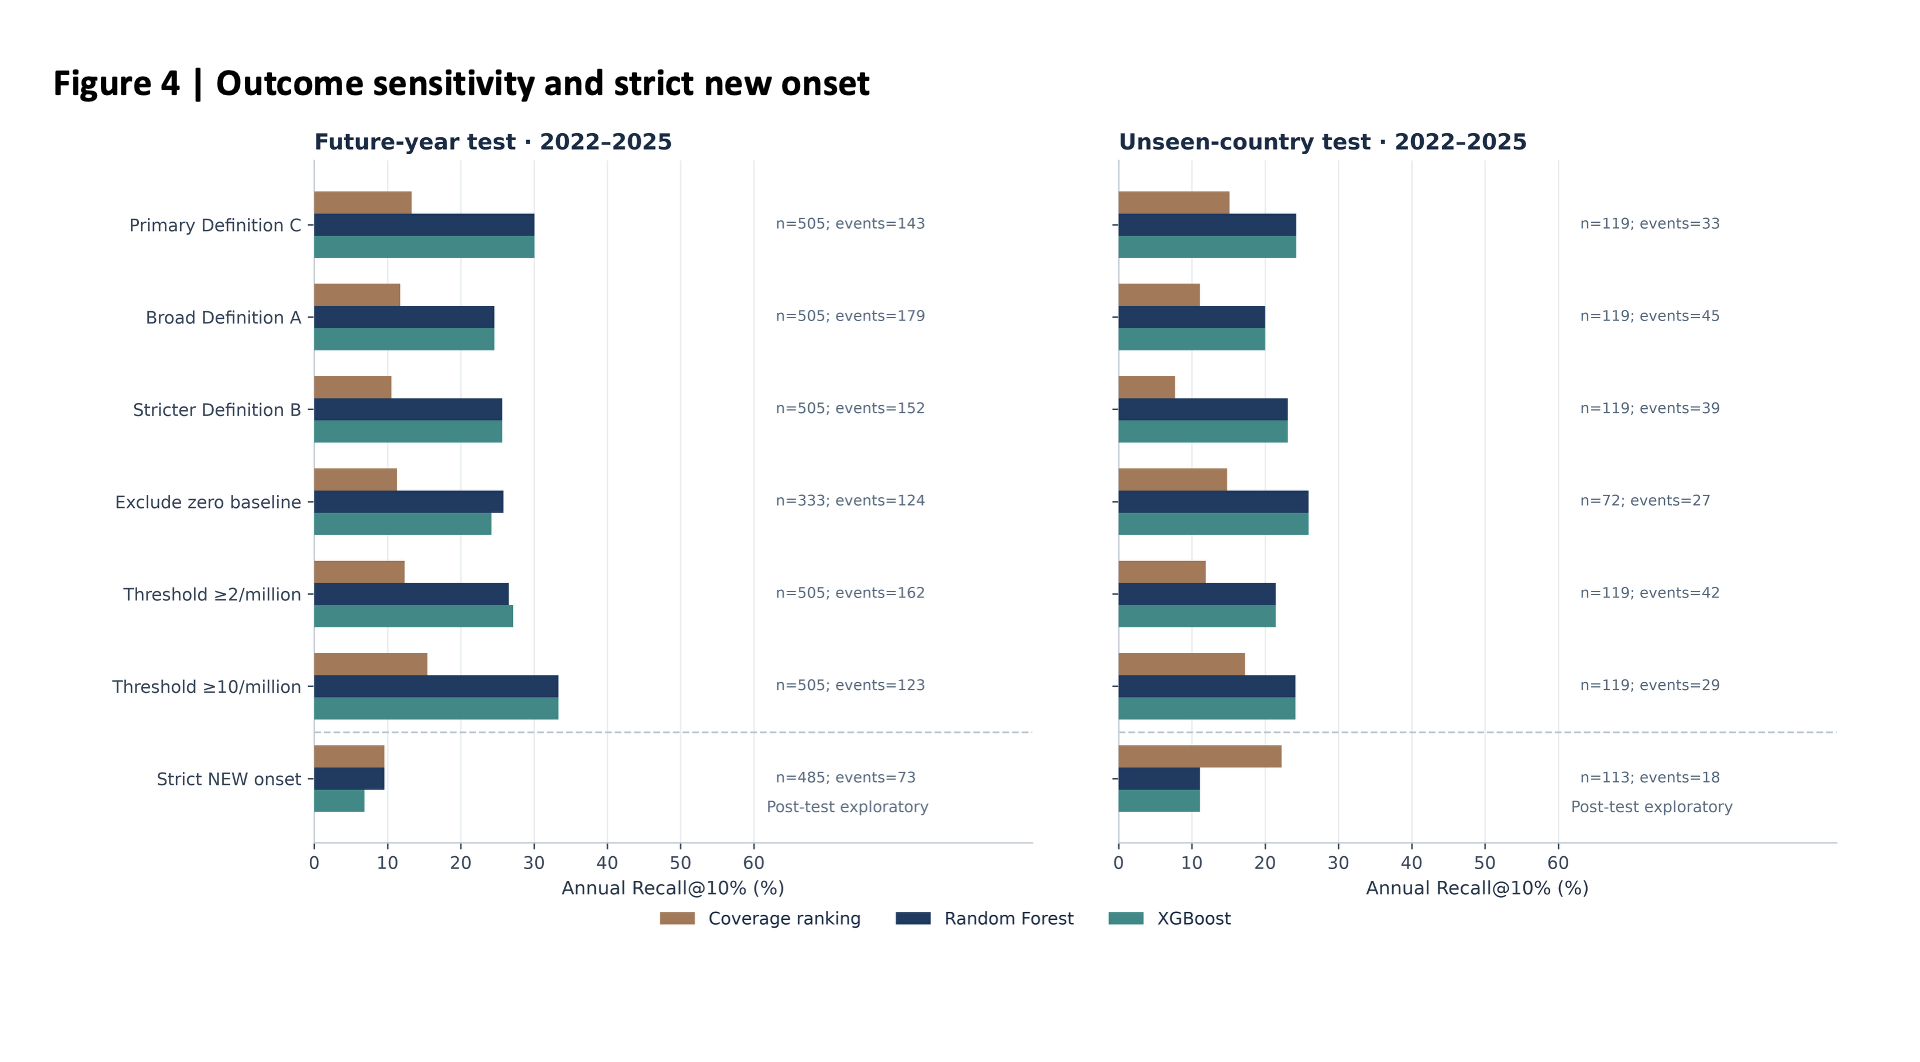 Figure 4 | Outcome sensitivity and strict new onset
Future-year test · 2022–2025
Primary Definition C
n=505; events=143
Broad Definition A
n=505; events=179
Stricter Definition B
n=505; events=152
Exclude zero baseline
n=333; events=124
Threshold ≥2/million
n=505; events=162
Threshold ≥10/million
n=505; events=123
Strict NEW onset
n=485; events=73
Post-test exploratory
0 10 20 30 40 50 60
Annual Recall@10% (%)
Unseen-country test · 2022–2025
n=119; events=33
n=119; events=45
n=119; events=39
n=72; events=27
n=119; events=42
n=119; events=29
n=113; events=18
Post-test exploratory
0 10 20 30 40 50 60
Annual Recall@10% (%)
Coverage ranking Random Forest XGBoost